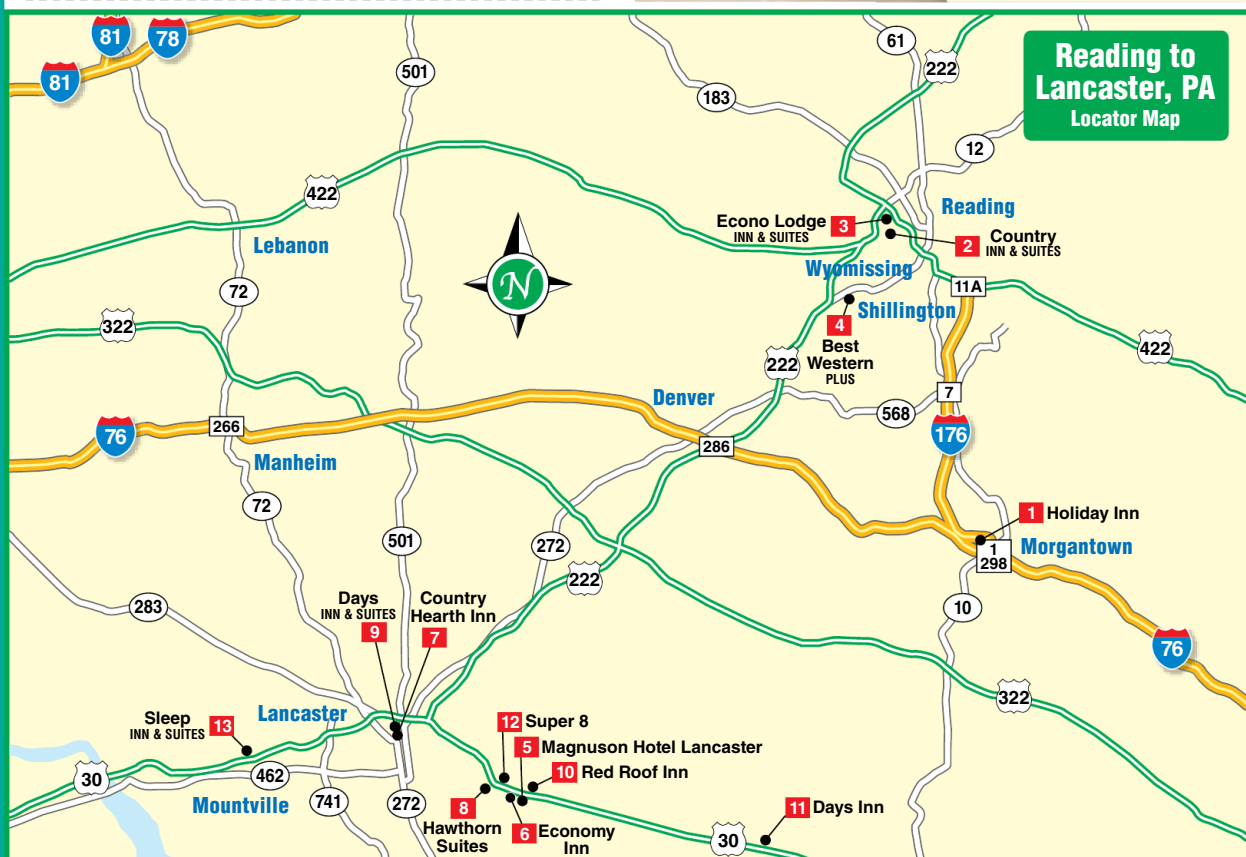 81
78
81
501
61
222
183
12
Reading to
Lancaster, PA
Locator Map
422
Lebanon
Econo Lodge
INN & SUITES
3
Reading
2
Country
INN & SUITES
Wyomissing
Shillington
11A
N
72
322
4
Best
Western
PLUS
222
422
Denver
7
568
176
76
266
Manheim
286
72
501
272
1
Holiday Inn
1
298
Morgantown
222
283
10
76
Days
INN & SUITES
9
Country
Hearth Inn
7
322
Lancaster
Sleep
INN & SUITES
13
12
Super 8
5
Magnuson Hotel Lancaster
10
Red Roof Inn
30
462
Mountville
741
272
8
Hawthorn
Suites
6
Economy
Inn
30
11
Days Inn